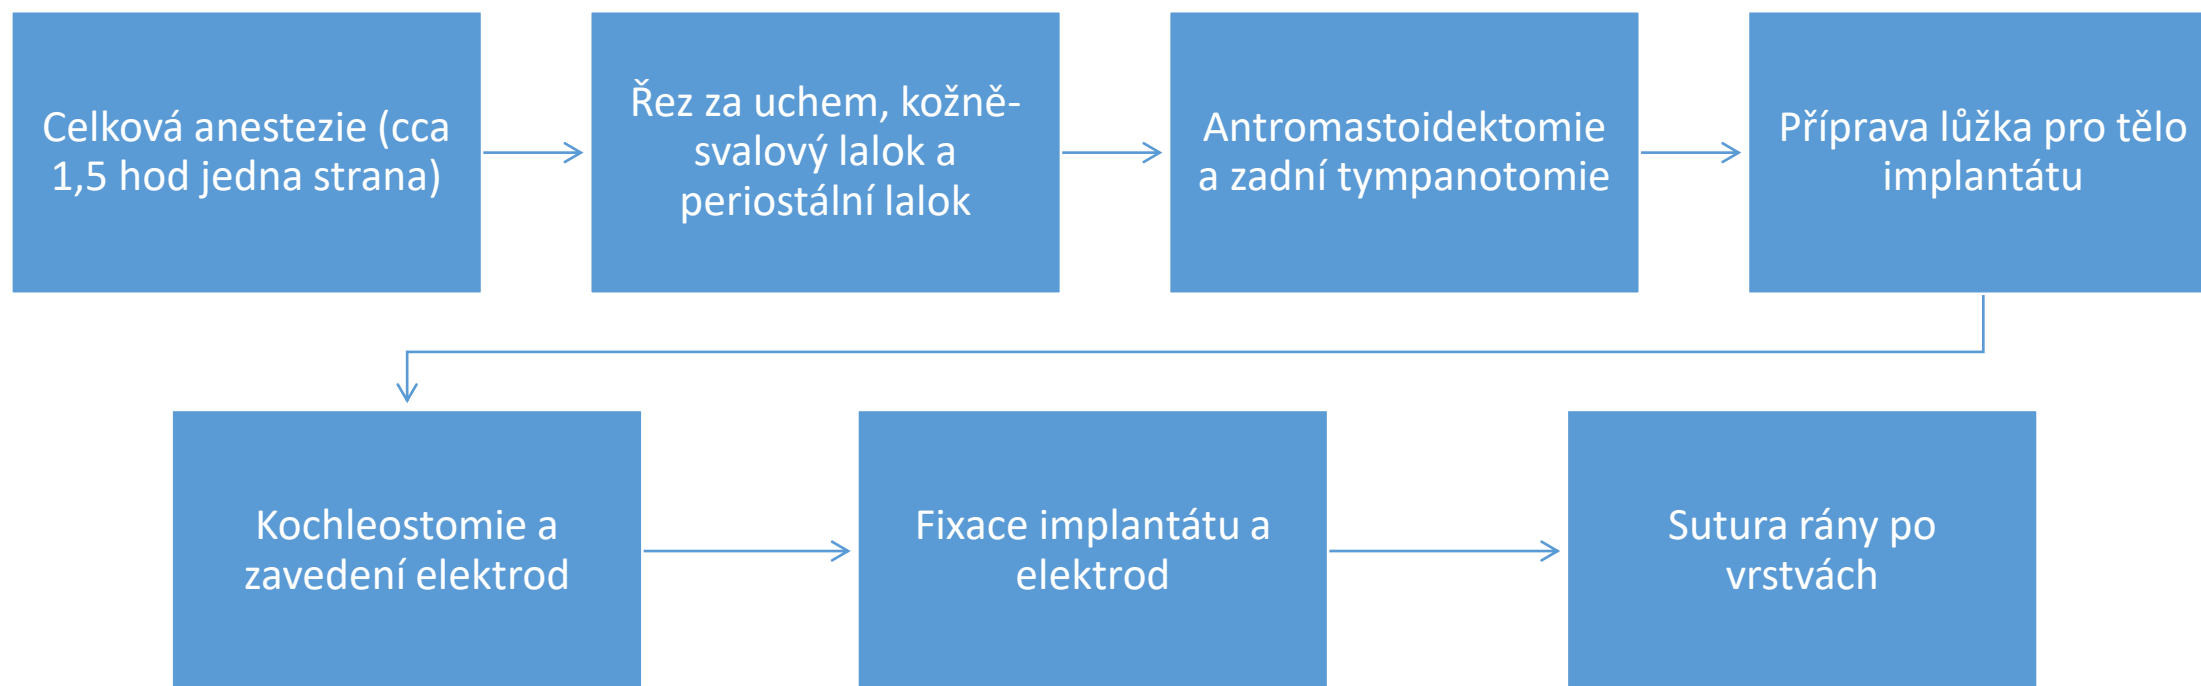 Celková anestezie (cca
1,5 hod jedna strana)
Řez za uchem, kožně-
svalový lalok a
periostální lalok
Antromastoidektomie
a zadní tympanotomie
Příprava lůžka pro tělo
implantátu
Kochleostomie a
zavedení elektrod
Fixace implantátu a
elektrod
Sutura rány po
vrstvách